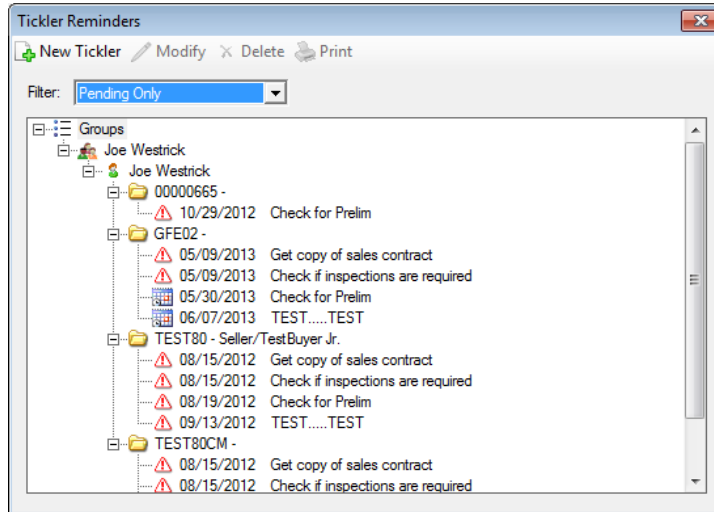 Tickler Reminders
New Tickler Modify Delete Print
Filter: Pending Only
Groups
Joe Westrick
Joe Westrick
00000665 -
10/29/2012 Check for Prelim
GFE02 -
05/09/2013 Get copy of sales contract
05/09/2013 Check if inspections are required
05/30/2013 Check for Prelim
06/07/2013 TEST.....TEST
TEST80 - Seller/TestBuyer Jr.
08/15/2012 Get copy of sales contract
08/15/2012 Check if inspections are required
08/19/2012 Check for Prelim
09/13/2012 TEST.....TEST
TEST80CM -
08/15/2012 Get copy of sales contract
08/15/2012 Check if inspections are required